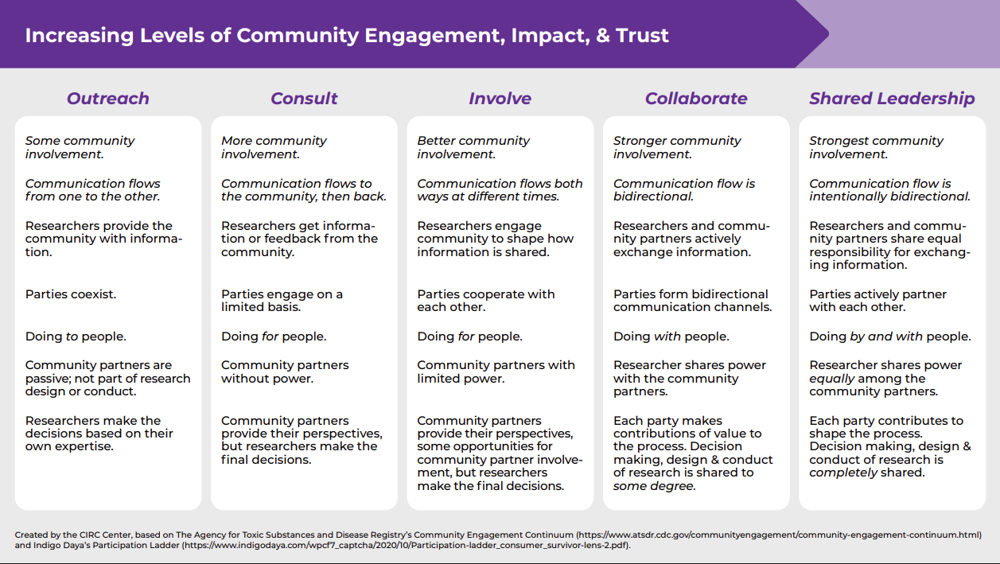 Increasing Levels of Community Engagement, Impact, & Trust
Outreach
Some community
involvement.
Communication flows
from one to the other.
Researchers provide the
community with informa-
tion.
Parties coexist.
Doing to people.
Community partners are
passive; not part of research
design or conduct.
Researchers make the
decisions based on their
own expertise.
Consult
More community
involvement.
Communication flows to
the community, then back.
Researchers get informa-
tion or feedback from the
community.
Parties engage on a
limited basis.
Doing for people.
Community partners
without power.
Community partners
provide their perspectives,
but researchers make the
final decisions.
Involve
Better community
involvement.
Communication flows both
ways at different times.
Researchers engage
community to shape how
information is shared.
Parties cooperate with
each other.
Doing for people.
Community partners with
limited power.
Community partners
provide their perspectives,
some opportunities for
community partner involve-
ment, but researchers
make the final decisions.
Collaborate
Stronger community
involvement.
Communication flow is
bidirectional.
Researchers and commu-
nity partners actively
exchange information.
Parties form bidirectional
communication channels.
Doing with people.
Researcher shares power
with the community
partners.
Each party makes
contributions of value to
the process. Decision
making, design & conduct
of research is shared to
some degree.
Shared Leadership
Strongest community
involvement.
Communication flow is
intentionally bidirectional.
Researchers and commu-
nity partners share equal
responsibility for exchang-
ing information.
Parties actively partner
with each other.
Doing by and with people.
Researcher shares power
equally among the
community partners.
Each party contributes to
shape the process.
Decision making, design &
conduct of research is
completely shared.
Created by the CIRC Center, based on The Agency for Toxic Substances and Disease Registry's Community Engagement Continuum (https://www.atsdr.cdc.gov/communityengagement/community-engagement-continuum.html)
and Indigo Daya's Participation Ladder (https://www.indigodaya.com/wpcf7_captcha/2020/10/Participation-ladder_consumer_survivor-lens-2.pdf).